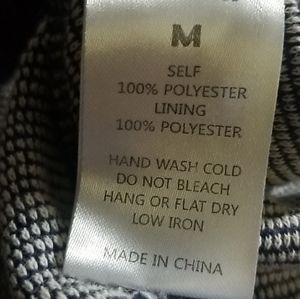 M
SELF
100% POLYESTER
LINING
100% POLYESTER
HAND WASH COLD
DO NOT BLEACH
HANG OR FLAT DRY
LOW IRON
MADE IN CHINA